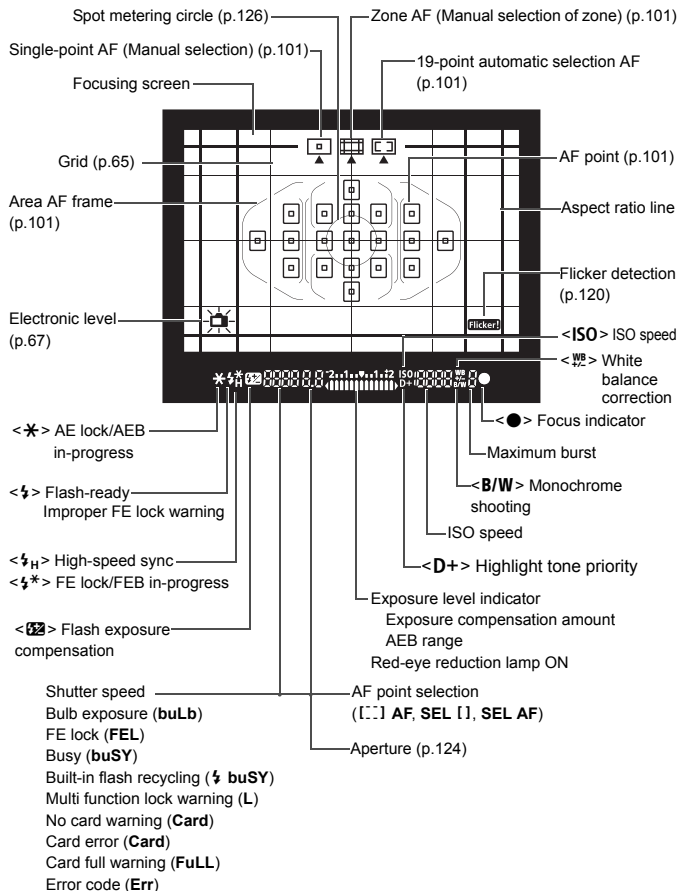 Spot metering circle (p.126)
Zone AF (Manual selection of zone) (p.101)
Single-point AF (Manual selection) (p.101)
19-point automatic selection AF
(p.101)
Focusing screen
Grid (p.65)
AF point (p.101)
Area AF frame
(p.101)
Aspect ratio line
Flicker detection
(p.120)
Flicker!
Electronic level
(p.67)
<ISO> ISO speed
<WB+/-> White
balance
correction
-2..1..▼..1..+2 ISO WB+/-
D+ B/W
<●> Focus indicator
<✱> AE lock/AEB
in-progress
Maximum burst
<B/W> Monochrome
shooting
<⚡> Flash-ready
Improper FE lock warning
ISO speed
<⚡H> High-speed sync
<⚡*> FE lock/FEB in-progress
<D+> Highlight tone priority
Exposure level indicator
Exposure compensation amount
AEB range
Red-eye reduction lamp ON
<⚡±> Flash exposure
compensation
Shutter speed
Bulb exposure (buLb)
FE lock (FEL)
Busy (buSY)
Built-in flash recycling (⚡ buSY)
Multi function lock warning (L)
No card warning (Card)
Card error (Card)
Card full warning (FuLL)
Error code (Err)
AF point selection
([- - -] AF, SEL [ ], SEL AF)
Aperture (p.124)